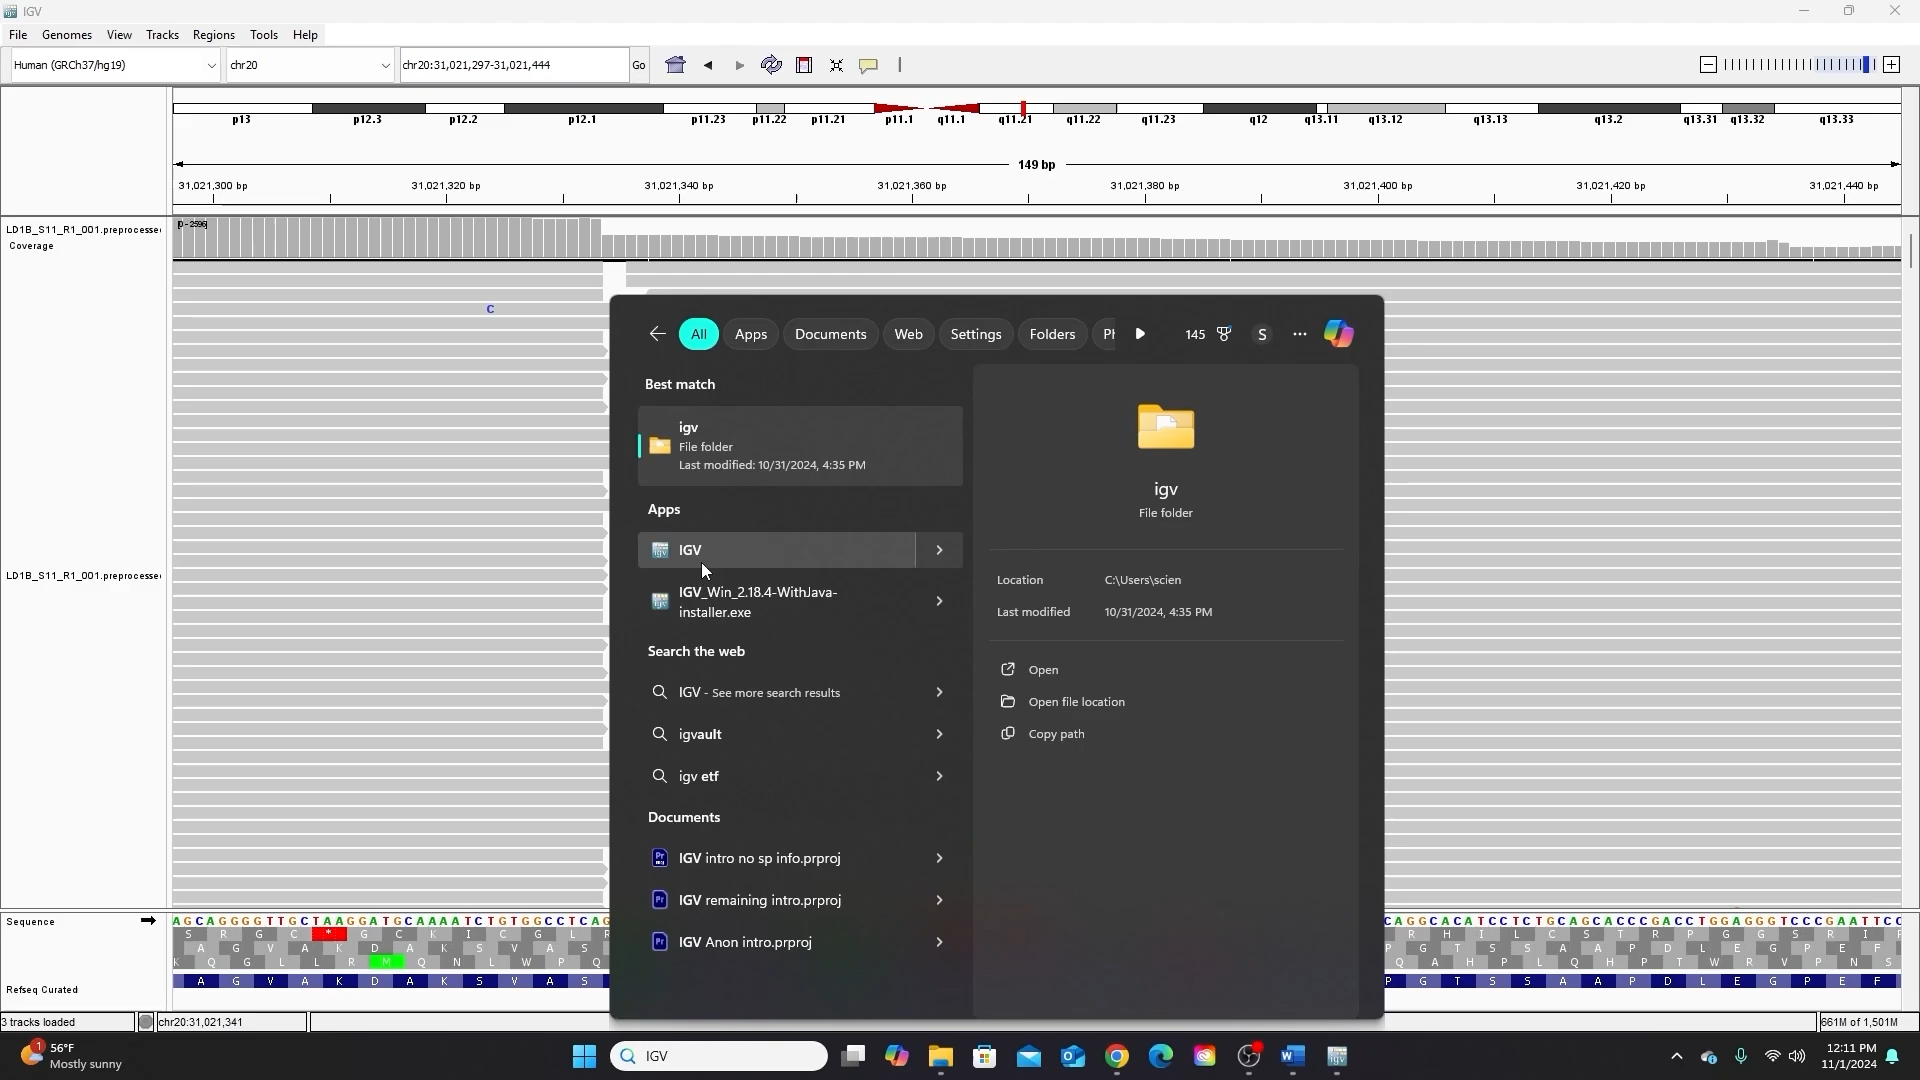 IGV
File Genomes View Tracks Regions Tools Help
Human (GRCh37/hg19) chr20 chr20:31,021,297-31,021,444 Go
p13 p12.3 p12.2 p12.1 p11.23 p11.22 p11.21 p11.1 q11.1 q11.21 q11.22 q11.23 q12 q13.11 q13.12 q13.13 q13.2 q13.31 q13.32 q13.33
149 bp
31,021,300 bp 31,021,320 bp 31,021,340 bp 31,021,360 bp 31,021,380 bp 31,021,400 bp 31,021,420 bp 31,021,440 bp
LD1B_S11_R1_001.preprocesse
Coverage
C
All Apps Documents Web Settings Folders Ph 145 S
Best match
igv
File folder
Last modified: 10/31/2024, 4:35 PM
Apps
IGV
IGV_Win_2.18.4-WithJava-
installer.exe
Search the web
IGV - See more search results
igvault
igv etf
Documents
IGV intro no sp info.prproj
IGV remaining intro.prproj
IGV Anon intro.prproj
igv
File folder
Location C:\Users\scien
Last modified 10/31/2024, 4:35 PM
Open
Open file location
Copy path
LD1B_S11_R1_001.preprocesse
Sequence
A G C A G G G G T T G C T A A G G A T G C A A A A T C T G T G G C C T C A G C A G G C A C A T C C T C T G C A G C A C C C G A C C T G G A G G G T C C C G A A T T C C
S R G C * G C K I C G L R R H I L C S T R P G G S R I P
A G V A K D A K S V A S P G T S S A A P D L E G P E F
K Q G L L R M Q N L W P Q Q A H P L Q H P T W R V P N S
Refseq Curated
A G V A K D A K S V A S P G T S S A A P D L E G P E F
3 tracks loaded chr20:31,021,341 661M of 1,501M
1 56°F
Mostly sunny
IGV
12:11 PM
11/1/2024